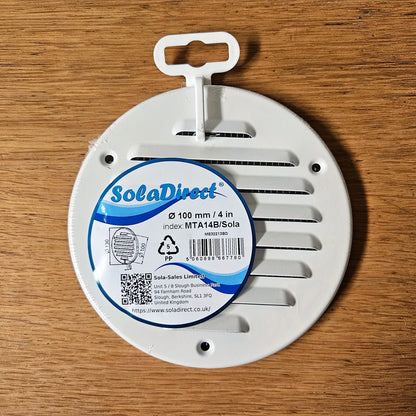 SolaDirect®
Ø 100 mm / 4 in
index: MTA14B/Sola
PP
Sola-Sales Limited
Unit 5 / 8 Slough Business Park
94 Farnham Road
Slough, Berkshire, SL1 3FQ
United Kingdom
https://www.soladirect.co.uk/